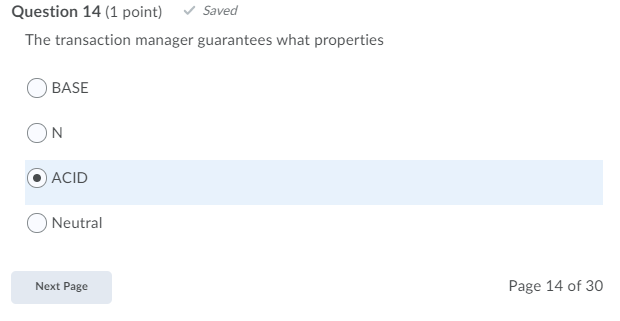 Question 14 (1 point) ✓ Saved
The transaction manager guarantees what properties
BASE
N
ACID
Neutral
Next Page
Page 14 of 30